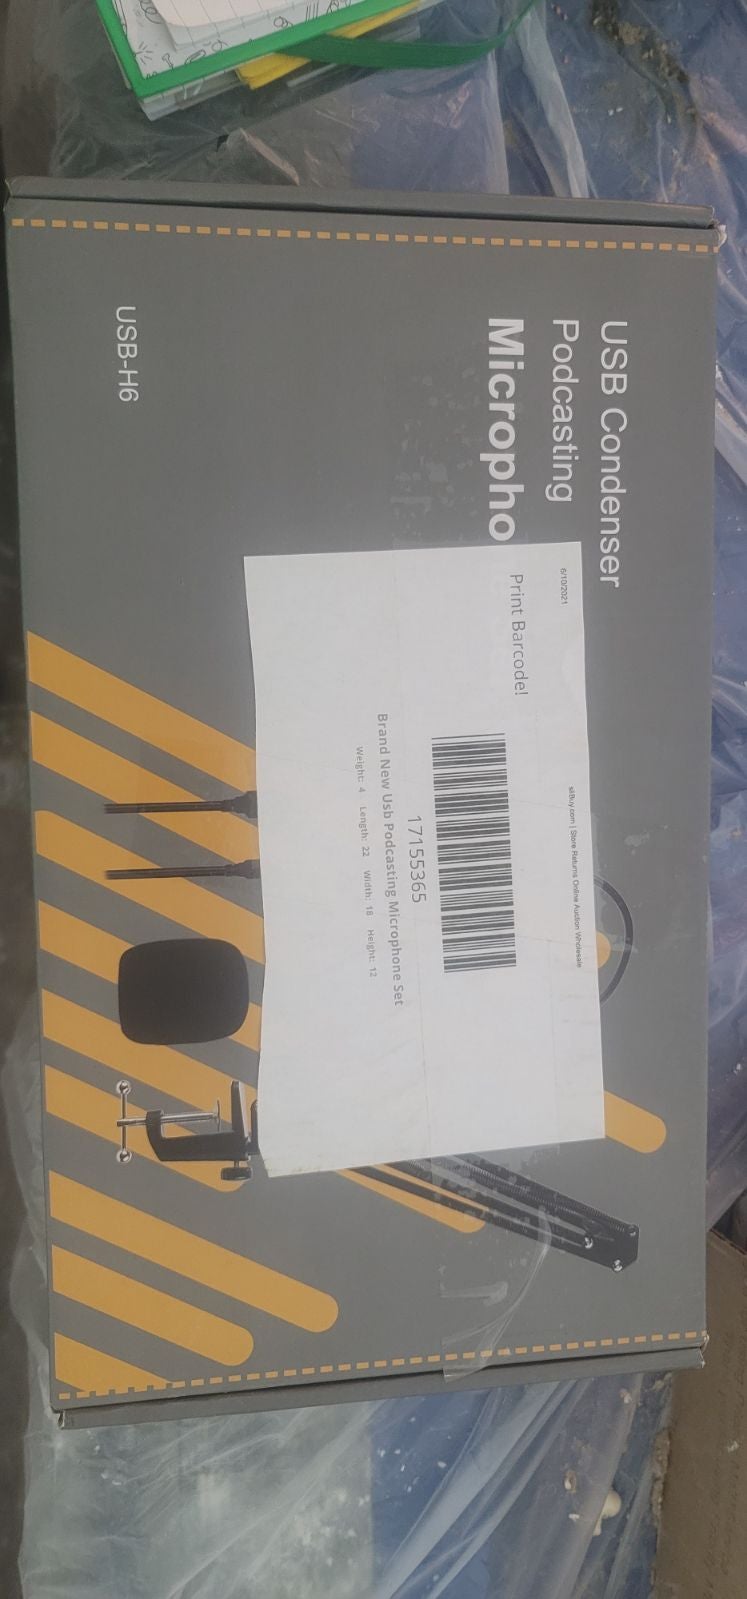 USB Condenser
Podcasting
Micropho
6/10/2021
silBuy.com | Store Returns Online Auction Wholesale
Print Barcode!
17155365
Brand New Usb Podcasting Microphone Set
Weight: 4 Length: 22 Width: 18 Height: 12
USB-H6